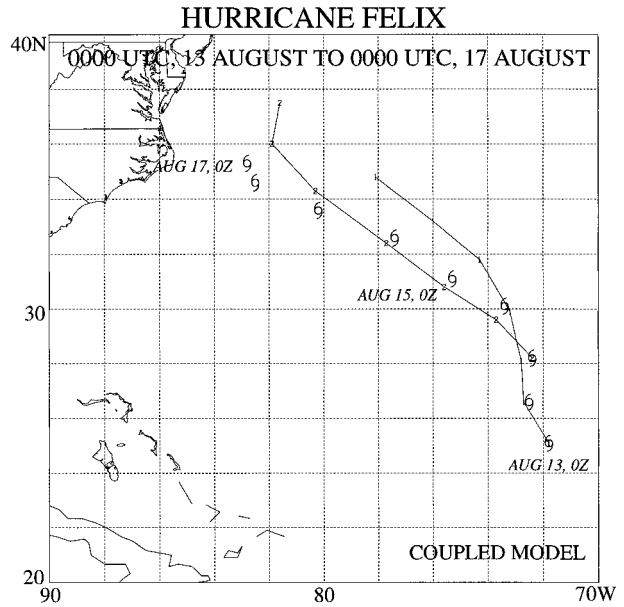 HURRICANE FELIX
40N
0000 UTC, 13 AUGUST TO 0000 UTC, 17 AUGUST
AUG 17, 0Z
AUG 15, 0Z
30
AUG 13, 0Z
COUPLED MODEL
20
90 80 70W